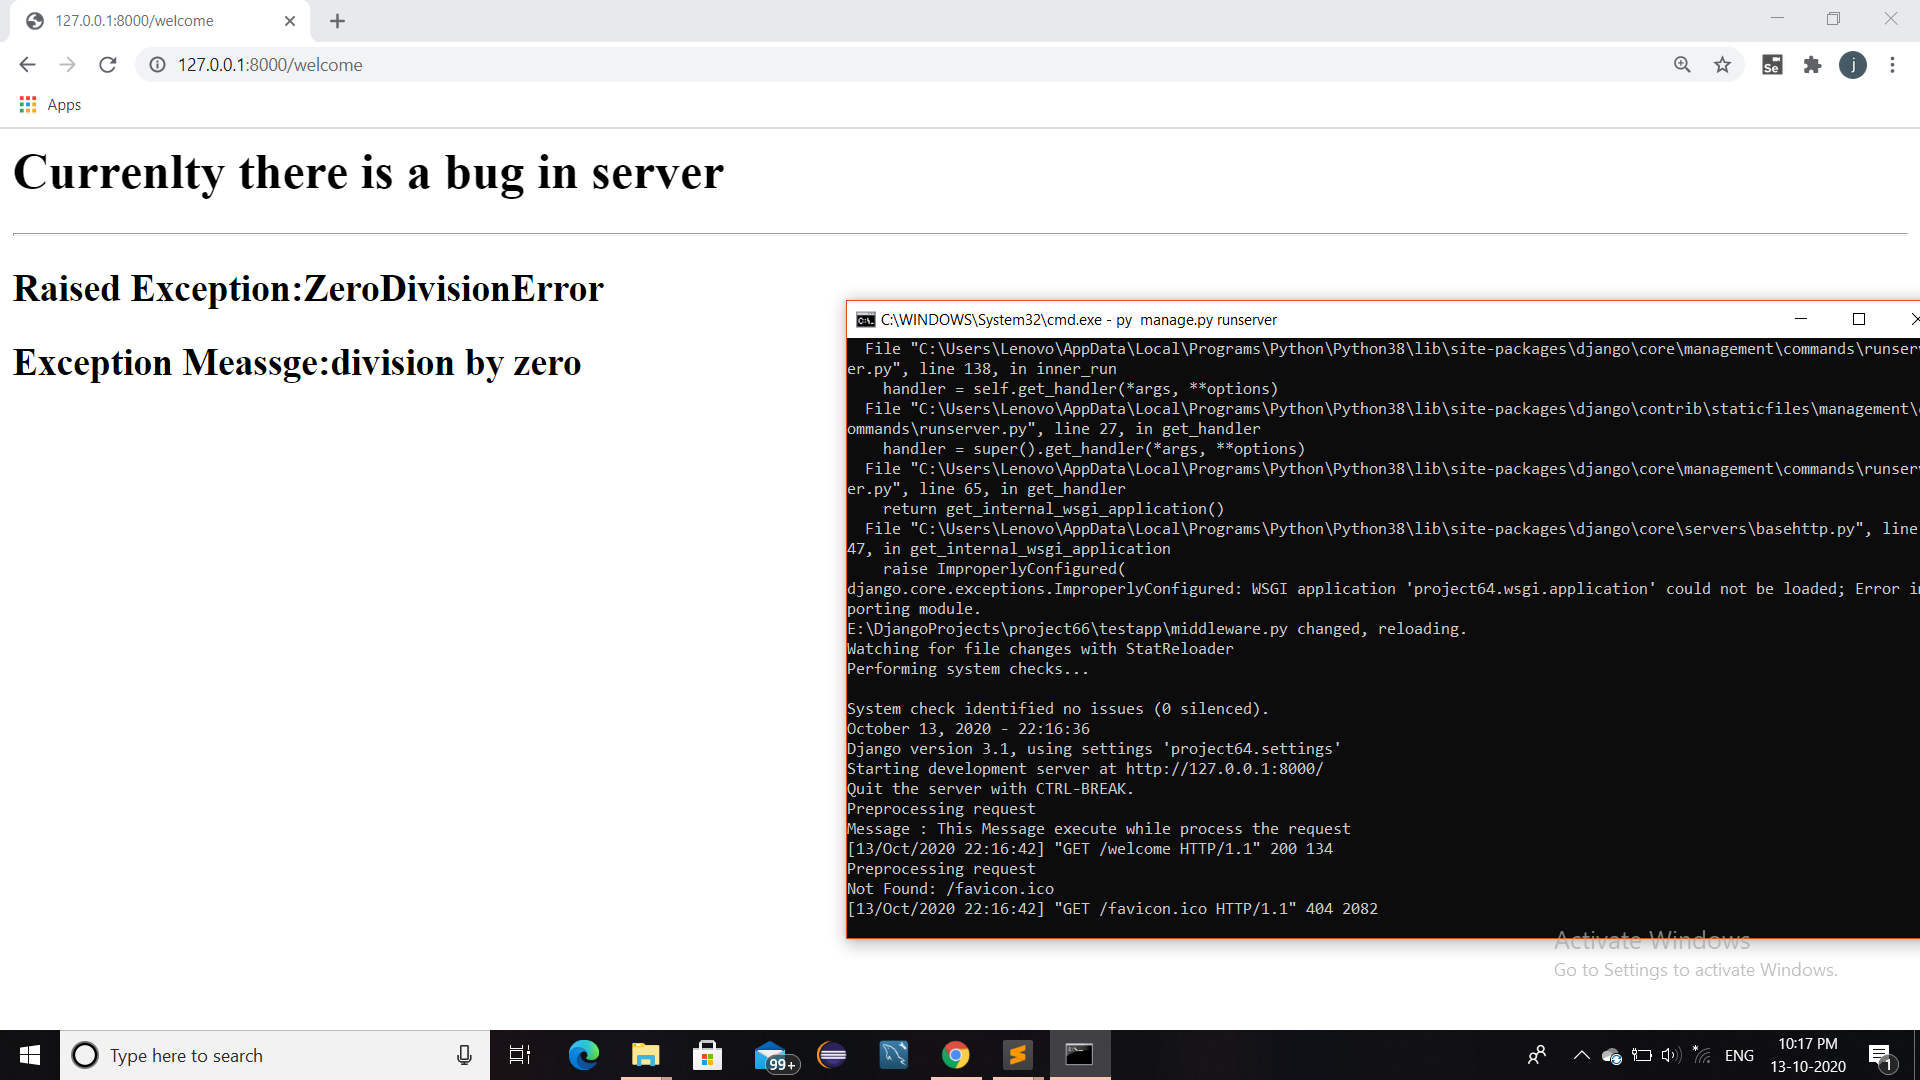 127.0.0.1:8000/welcome
127.0.0.1:8000/welcome
Se
j
Apps
Currenlty there is a bug in server
Raised Exception:ZeroDivisionError
Exception Meassge:division by zero
C:\WINDOWS\System32\cmd.exe - py  manage.py runserver
File "C:\Users\Lenovo\AppData\Local\Programs\Python\Python38\lib\site-packages\django\core\management\commands\runserv
er.py", line 138, in inner_run
handler = self.get_handler(*args, **options)
File "C:\Users\Lenovo\AppData\Local\Programs\Python\Python38\lib\site-packages\django\contrib\staticfiles\management\
ommands\runserver.py", line 27, in get_handler
handler = super().get_handler(*args, **options)
File "C:\Users\Lenovo\AppData\Local\Programs\Python\Python38\lib\site-packages\django\core\management\commands\runserv
er.py", line 65, in get_handler
return get_internal_wsgi_application()
File "C:\Users\Lenovo\AppData\Local\Programs\Python\Python38\lib\site-packages\django\core\servers\basehttp.py", line
47, in get_internal_wsgi_application
raise ImproperlyConfigured(
django.core.exceptions.ImproperlyConfigured: WSGI application 'project64.wsgi.application' could not be loaded; Error
porting module.
E:\DjangoProjects\project66\testapp\middleware.py changed, reloading.
Watching for file changes with StatReloader
Performing system checks...
System check identified no issues (0 silenced).
October 13, 2020 - 22:16:36
Django version 3.1, using settings 'project64.settings'
Starting development server at http://127.0.0.1:8000/
Quit the server with CTRL-BREAK.
Preprocessing request
Message : This Message execute while process the request
[13/Oct/2020 22:16:42] "GET /welcome HTTP/1.1" 200 134
Preprocessing request
Not Found: /favicon.ico
[13/Oct/2020 22:16:42] "GET /favicon.ico HTTP/1.1" 404 2082
Activate Windows
Go to Settings to activate Windows.
Type here to search
99+
ENG
10:17 PM
13-10-2020
1